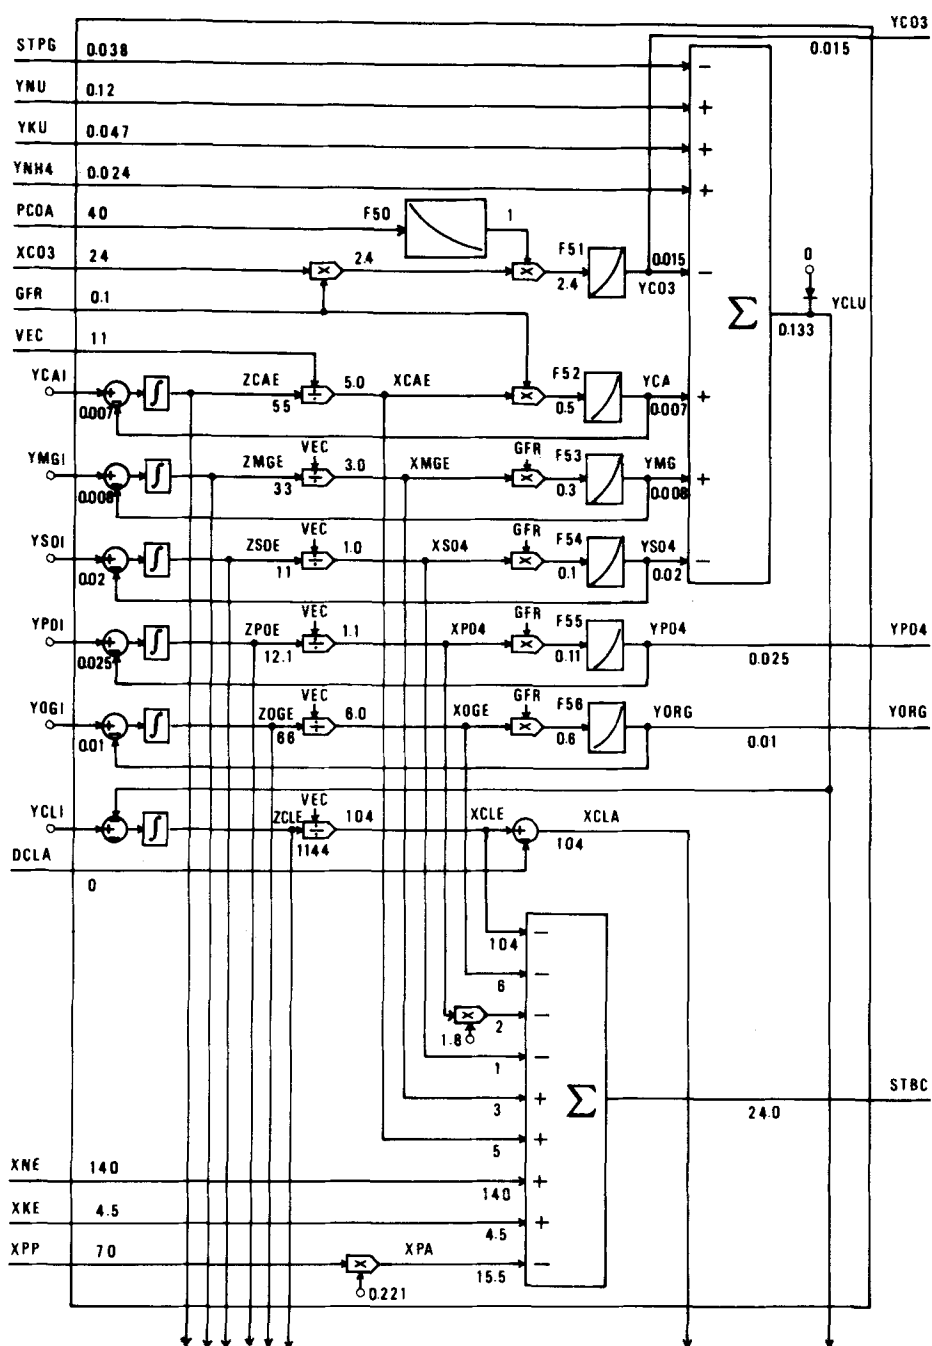 YCO3
STPG 0.038 0.015
−
YNU 0.12
+
YKU 0.047
+
YNH4 0.024
+
PCOA 40 F50 1
XCO3 24 × 2.4 × 2.4 F51 0.015 YCO3 −
0
GFR 0.1
Σ 0.133 YCLU
VEC 11
YCAI 0.007 + − ∫ ZCAE 55 ÷ 5.0 XCAE × F52 0.5 YCA 0.007 +
VEC GFR
YMGI 0.008 + − ∫ ZMGE 33 ÷ 3.0 XMGE × F53 0.3 YMG 0.008 +
VEC GFR
YSOI 0.02 + − ∫ ZSOE 11 ÷ 1.0 XSO4 × F54 0.1 YSO4 0.02 −
VEC GFR
YPOI 0.025 + − ∫ ZPOE 12.1 ÷ 1.1 XPO4 × F55 0.11 YPO4 0.025 YPO4
VEC GFR
YOGI 0.01 + − ∫ ZOGE 66 ÷ 6.0 XOGE × F56 0.6 YORG 0.01 YORG
VEC
YCLI + − ∫ ZCLE 1144 ÷ 104 XCLE + − XCLA 104
DCLA 0
104 −
6 −
× 1.8 2 −
1 −
3 + Σ 24.0 STBC
5 +
XNE 140 140 +
XKE 4.5 4.5 +
XPP 70 × 0.221 XPA 15.5 −